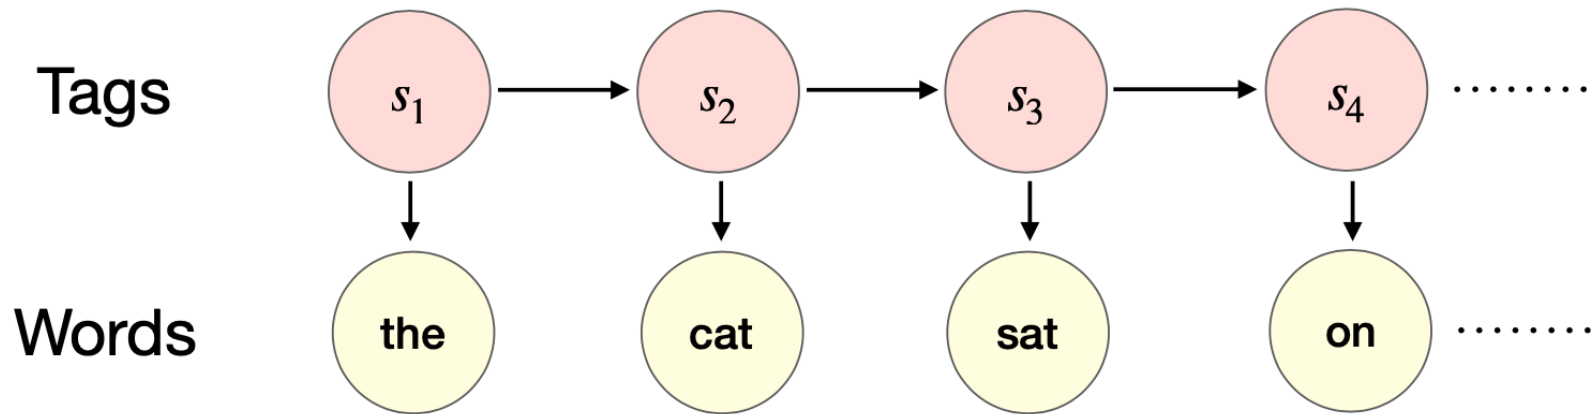 Tags s₁ s₂ s₃ s₄ ........
Words the cat sat on ........